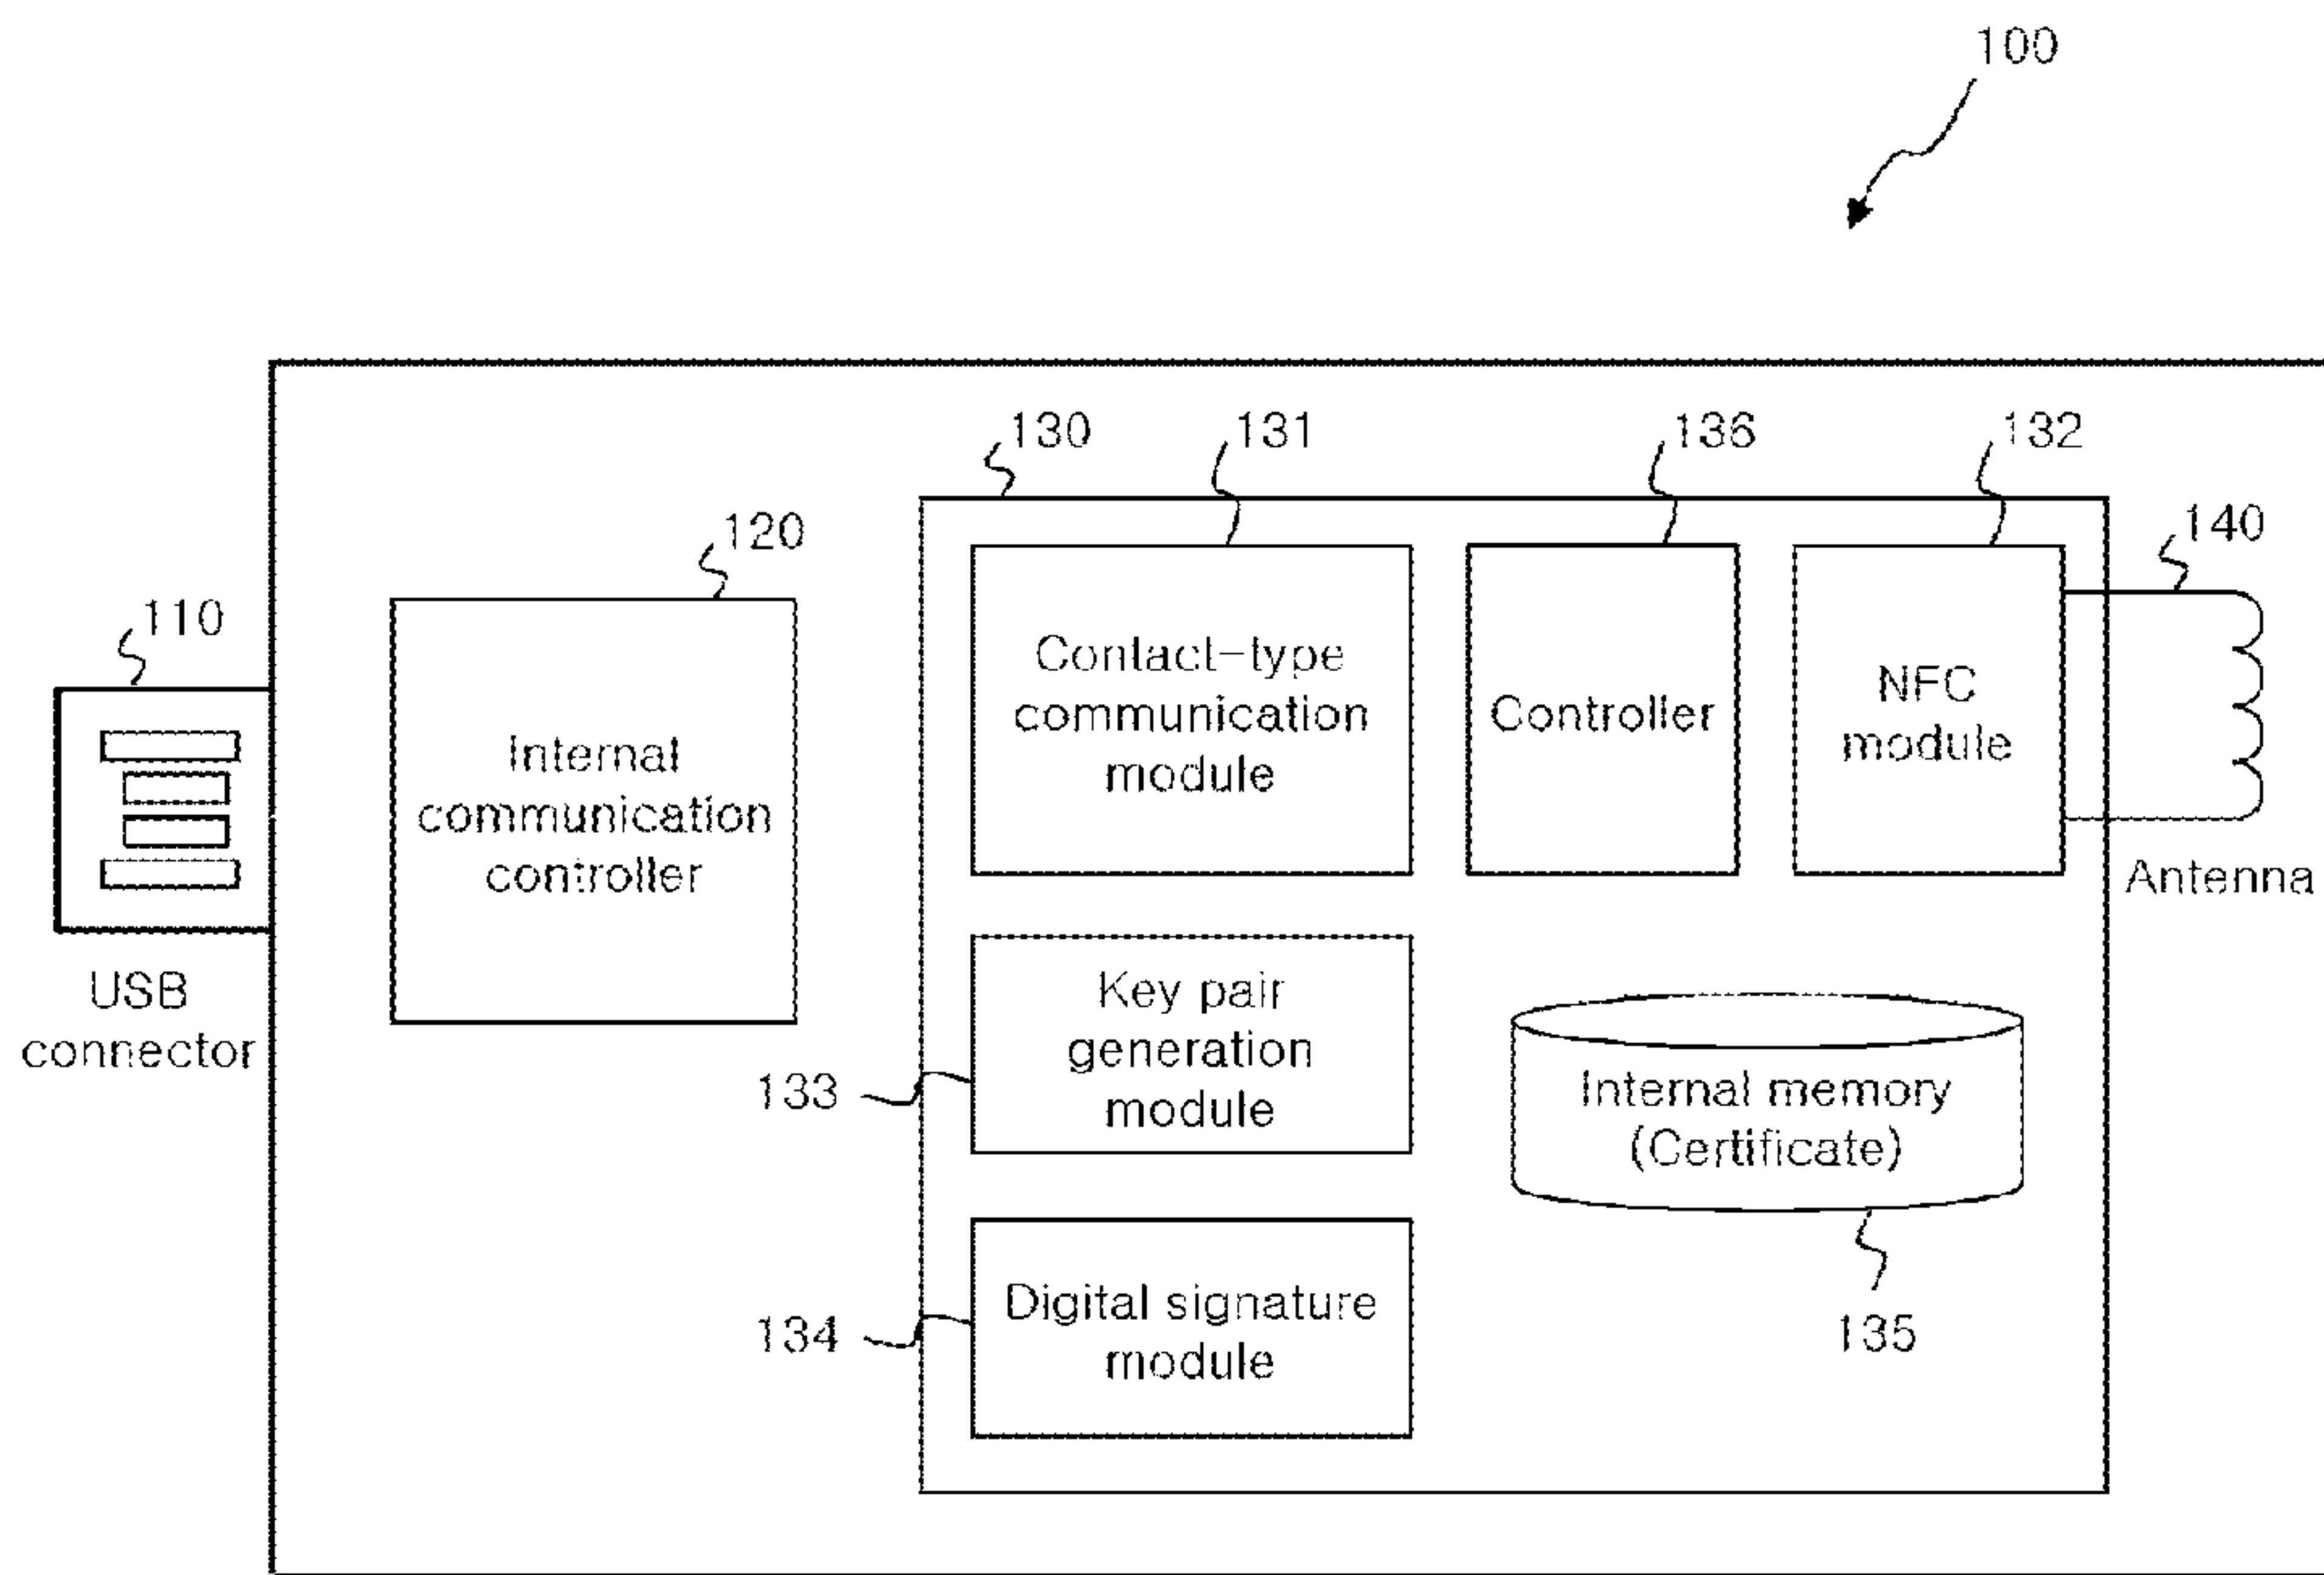 100
130
131
136
132
120
140
110
Contact-type
communication
module
Controller
NFC
module
Internal
communication
controller
Antenna
USB
connector
Key pair
generation
module
133
Internal memory
(Certificate)
Digital signature
module
134
135